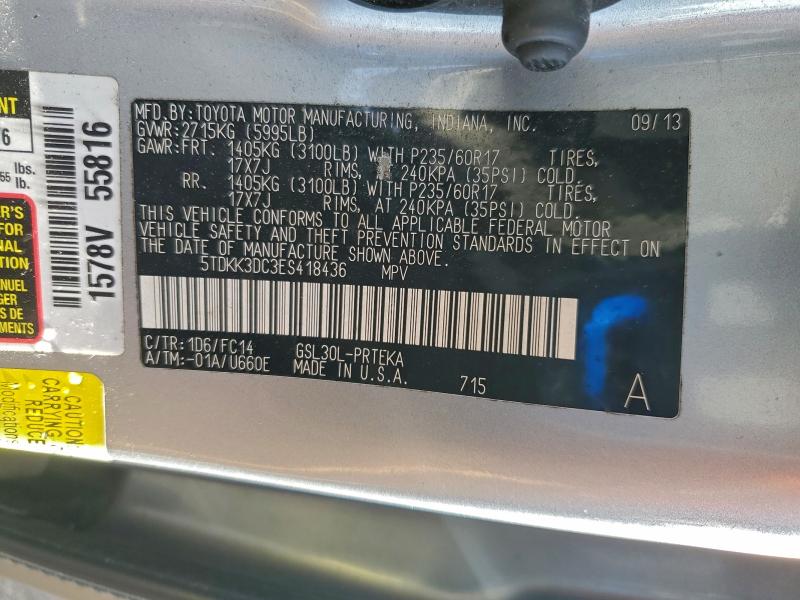 MFD.BY:TOYOTA MOTOR MANUFACTURING, INDIANA, INC. 09/13
GVWR:2715KG (5995LB)
GAWR:FRT. 1405KG (3100LB) WITH P235/60R17 TIRES,
17X7J RIMS, 240KPA (35PSI) COLD.
RR. 1405KG (3100LB) WITH P235/60R17 TIRES,
17X7J RIMS, AT 240KPA (35PSI) COLD.
THIS VEHICLE CONFORMS TO ALL APPLICABLE FEDERAL MOTOR
VEHICLE SAFETY AND THEFT PREVENTION STANDARDS IN EFFECT ON
THE DATE OF MANUFACTURE SHOWN ABOVE.
5TDKK3DC3ES418436 MPV
C/TR:1D6/FC14 GSL30L-PRTEKA
A/TM:-01A/U660E MADE IN U.S.A. 715
A
1578V 55816
lbs.
lb.
CAUTION
CARRYING
REDUCE
Modifications